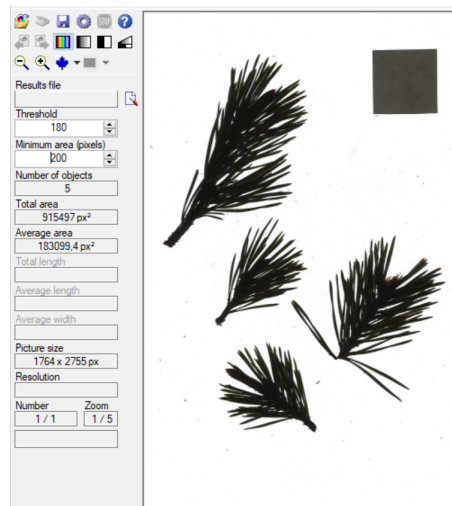 Results file
Threshold
180
Minimum area (pixels)
200
Number of objects
5
Total area
915497 px²
Average area
183099,4 px²
Total length
Average length
Average width
Picture size
1764 x 2755 px
Resolution
Number Zoom
1 / 1 1 / 5